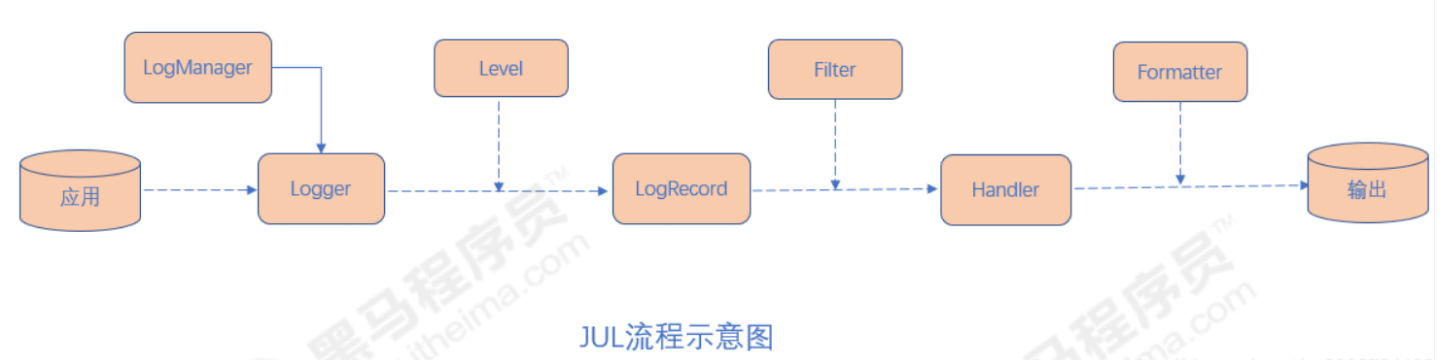 LogManager
Level
Filter
Formatter
应用
Logger
LogRecord
Handler
输出
黑马程序员™
itheima.com
黑马程序员™
itheima.com
JUL流程示意图